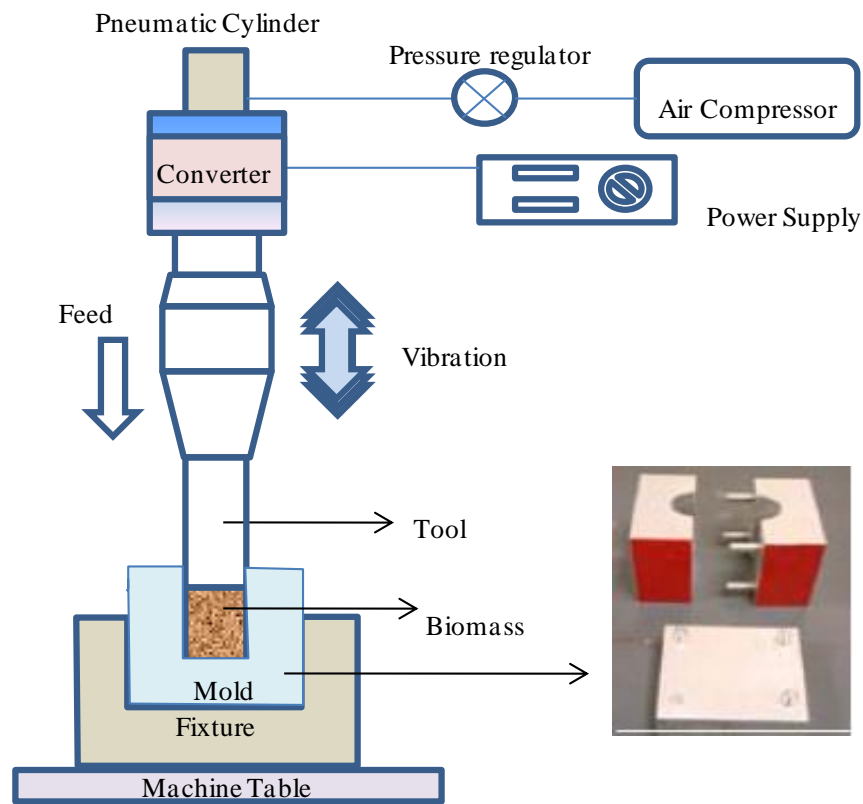 Pneumatic Cylinder
Pressure regulator
Air Compressor
Converter
Power Supply
Feed
Vibration
Tool
Biomass
Mold
Fixture
Machine Table